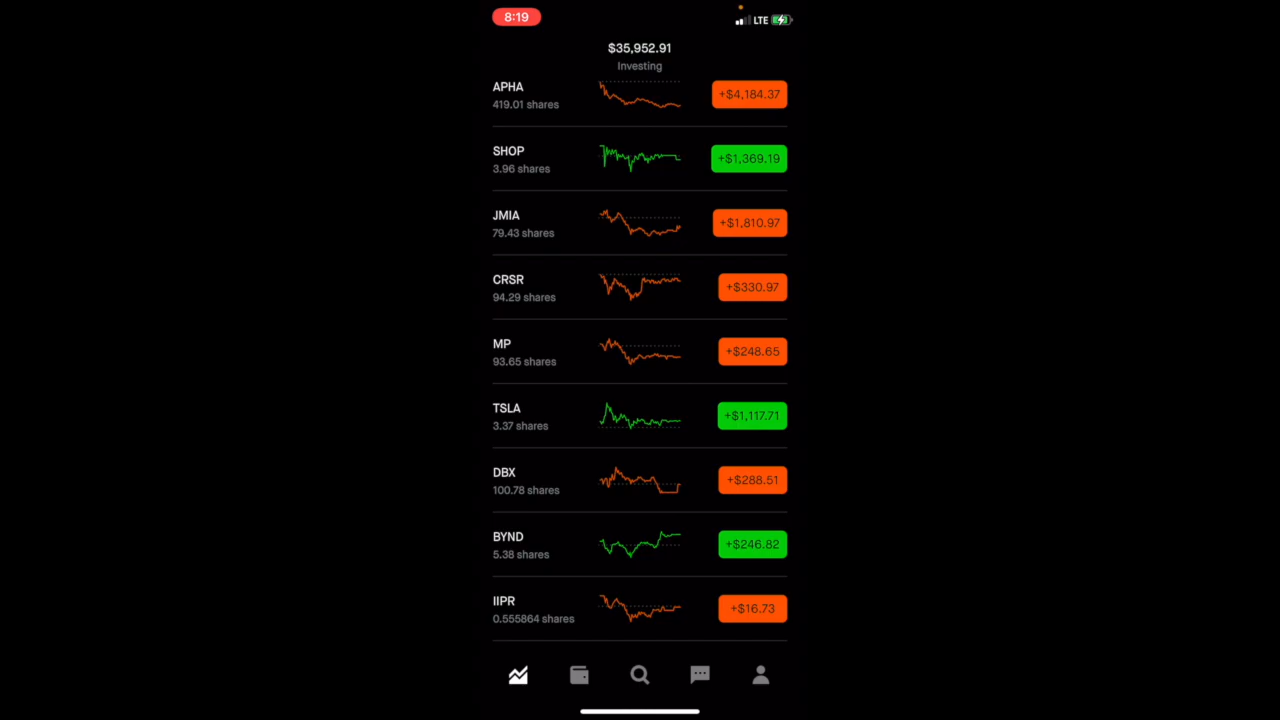 8:19
LTE
$35,952.91
Investing
APHA
419.01 shares
+$4,184.37
SHOP
3.96 shares
+$1,369.19
JMIA
79.43 shares
+$1,810.97
CRSR
94.29 shares
+$330.97
MP
93.65 shares
+$248.65
TSLA
3.37 shares
+$1,117.71
DBX
100.78 shares
+$288.51
BYND
5.38 shares
+$246.82
IIPR
0.555864 shares
+$16.73